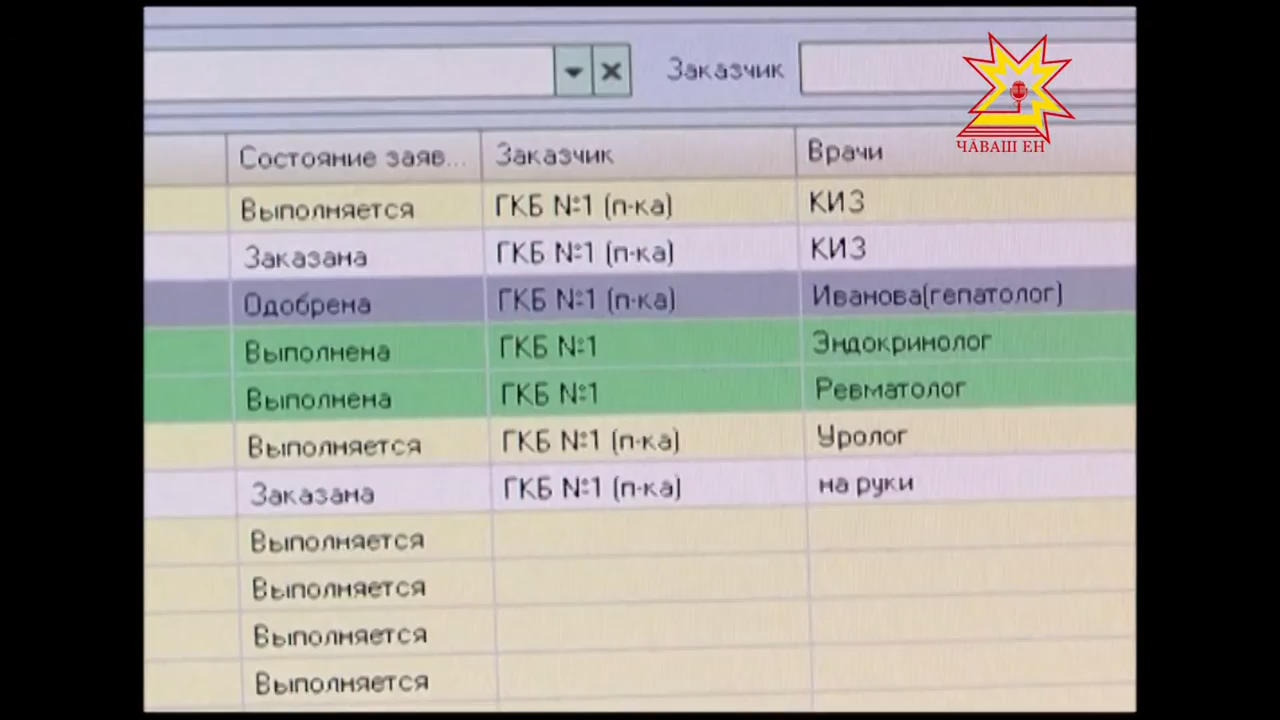 Заказчик
ЧӐВАШ ЕН
Состояние заяв... Заказчик Врачи
Выполняется ГКБ №1 (п-ка) КИЗ
Заказана ГКБ №1 (п-ка) КИЗ
Одобрена ГКБ №1 (п-ка) Иванова(гепатолог)
Выполнена ГКБ №1 Эндокринолог
Выполнена ГКБ №1 Ревматолог
Выполняется ГКБ №1 (п-ка) Уролог
Заказана ГКБ №1 (п-ка) на руки
Выполняется
Выполняется
Выполняется
Выполняется